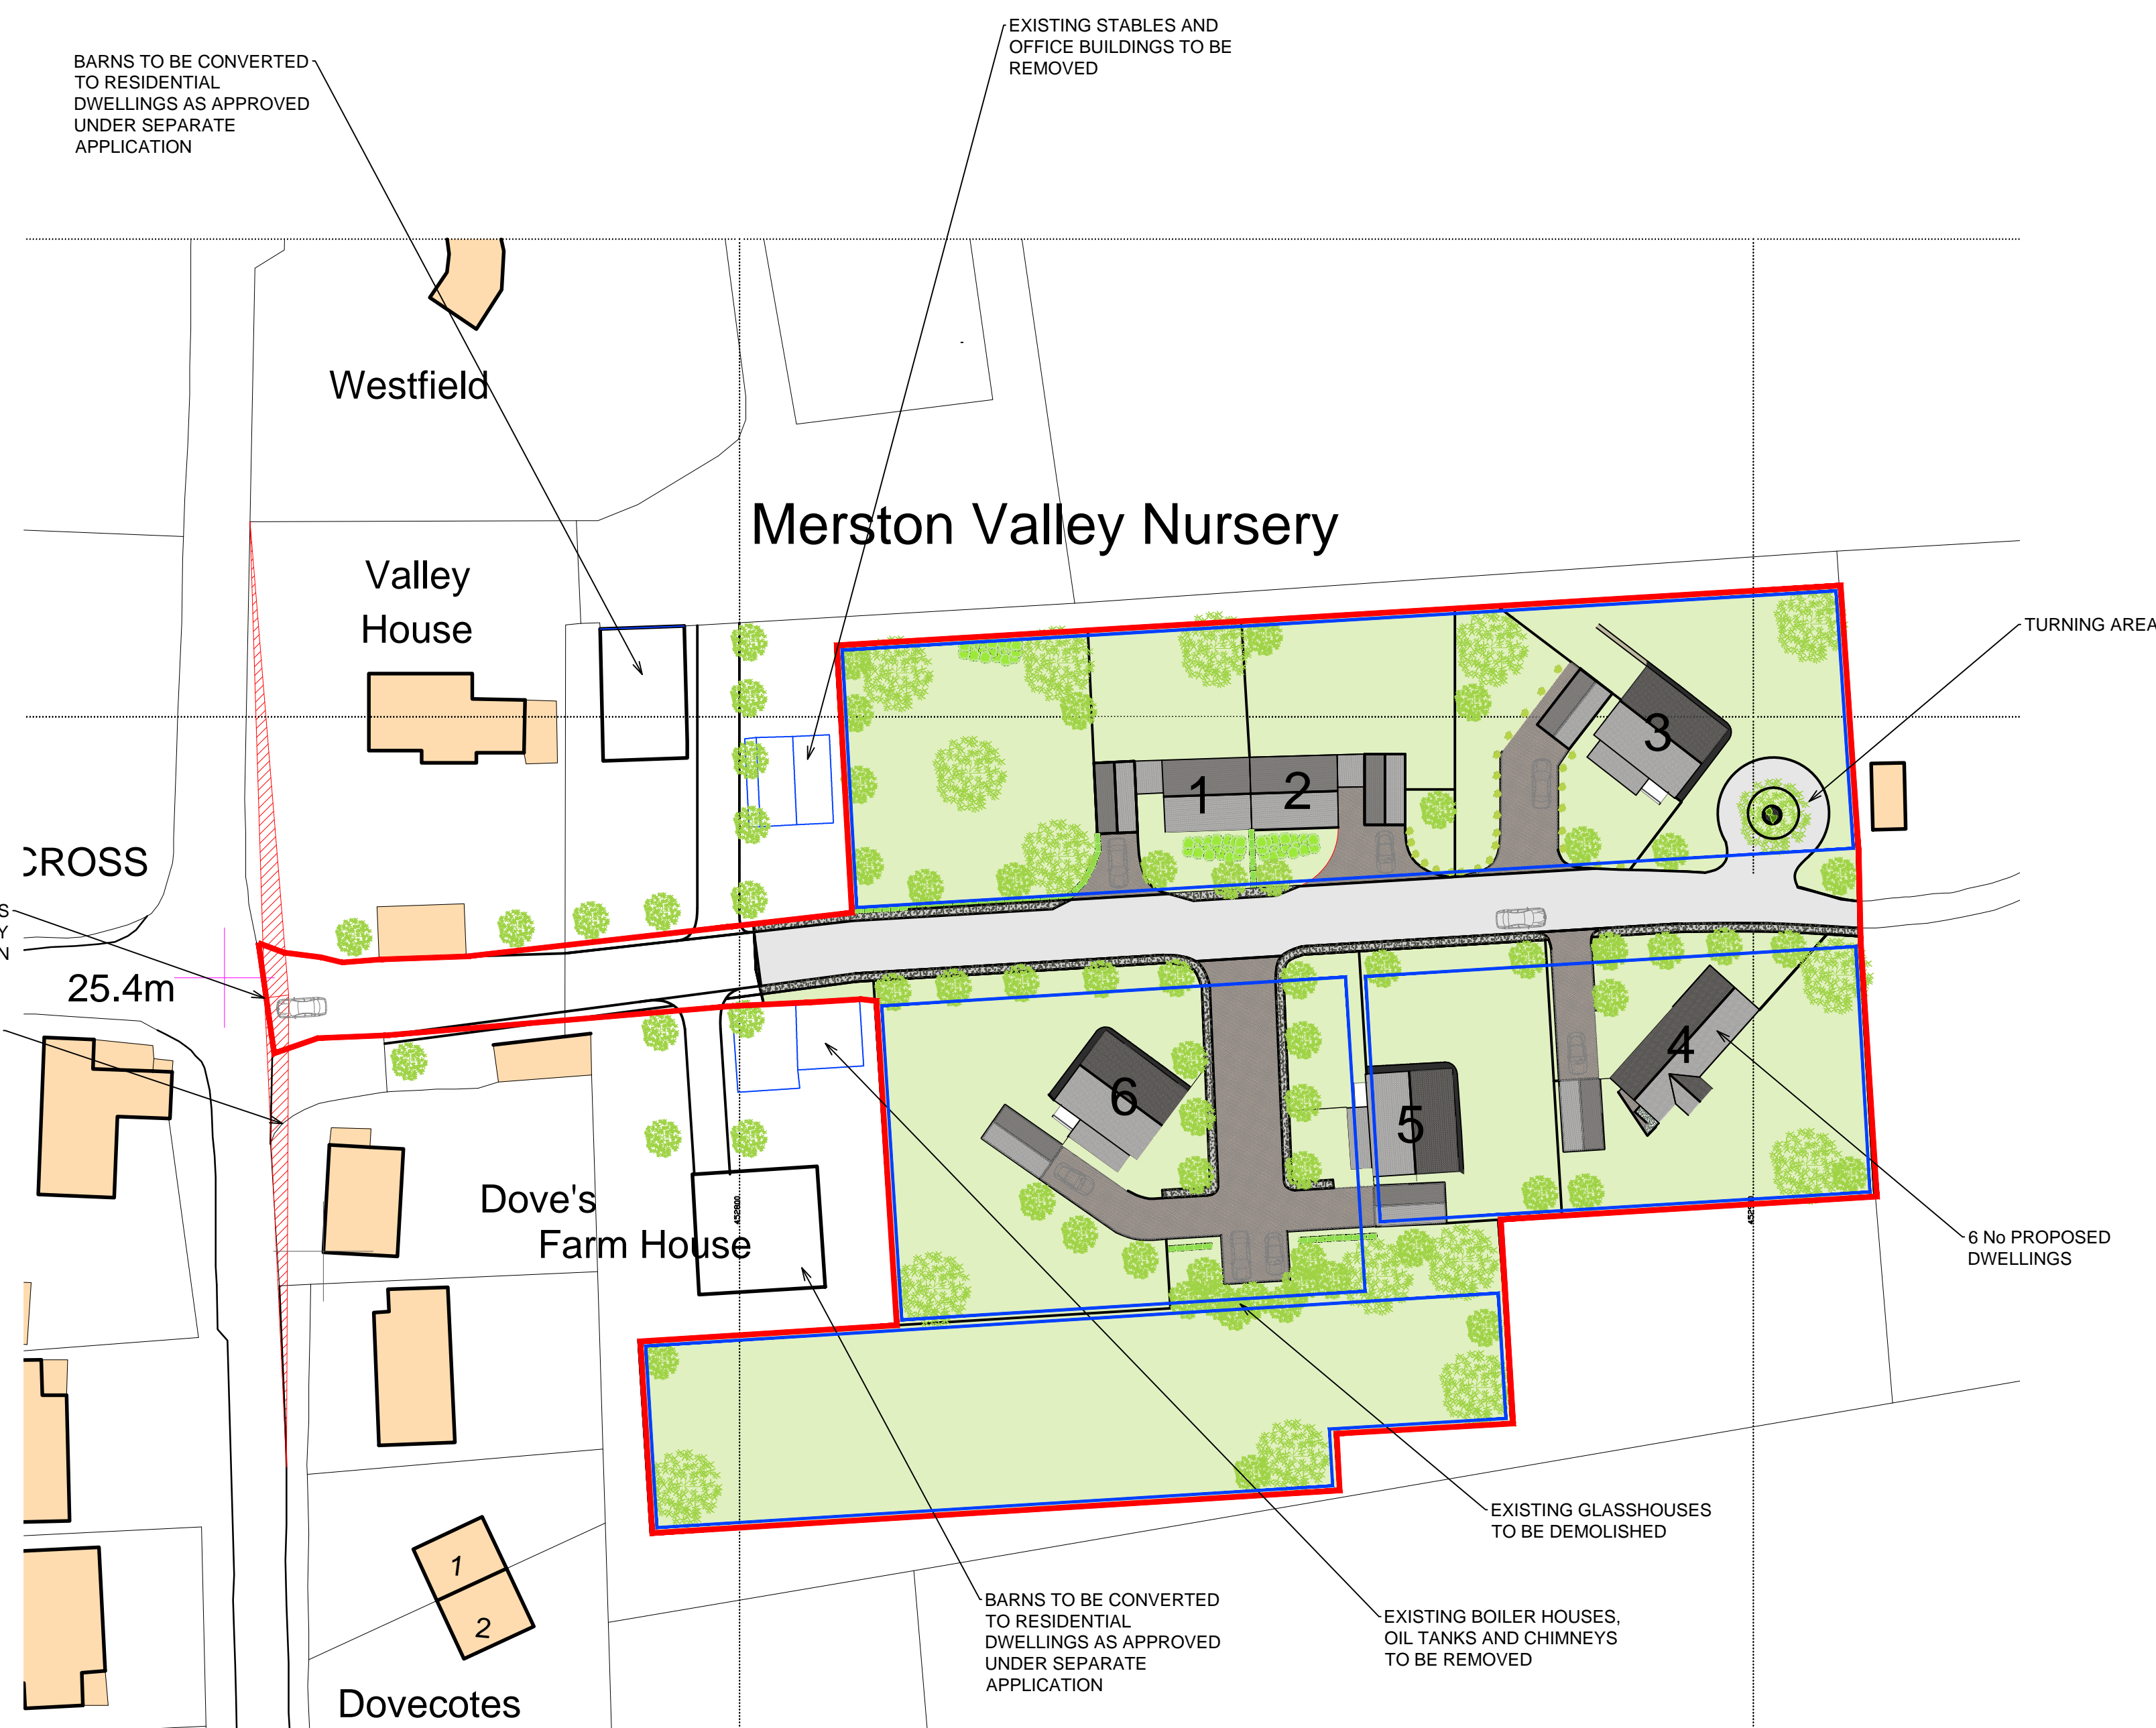 EXISTING STABLES AND
OFFICE BUILDINGS TO BE
REMOVED
BARNS TO BE CONVERTED
TO RESIDENTIAL
DWELLINGS AS APPROVED
UNDER SEPARATE
APPLICATION
Westfield
Merston Valley Nursery
Valley
House
TURNING AREA
3
1
2
CROSS
S
Y
N
25.4m
4
6
5
Dove's
Farm House
452800
6 No PROPOSED
DWELLINGS
EXISTING GLASSHOUSES
TO BE DEMOLISHED
1
2
BARNS TO BE CONVERTED
TO RESIDENTIAL
DWELLINGS AS APPROVED
UNDER SEPARATE
APPLICATION
EXISTING BOILER HOUSES,
OIL TANKS AND CHIMNEYS
TO BE REMOVED
Dovecotes